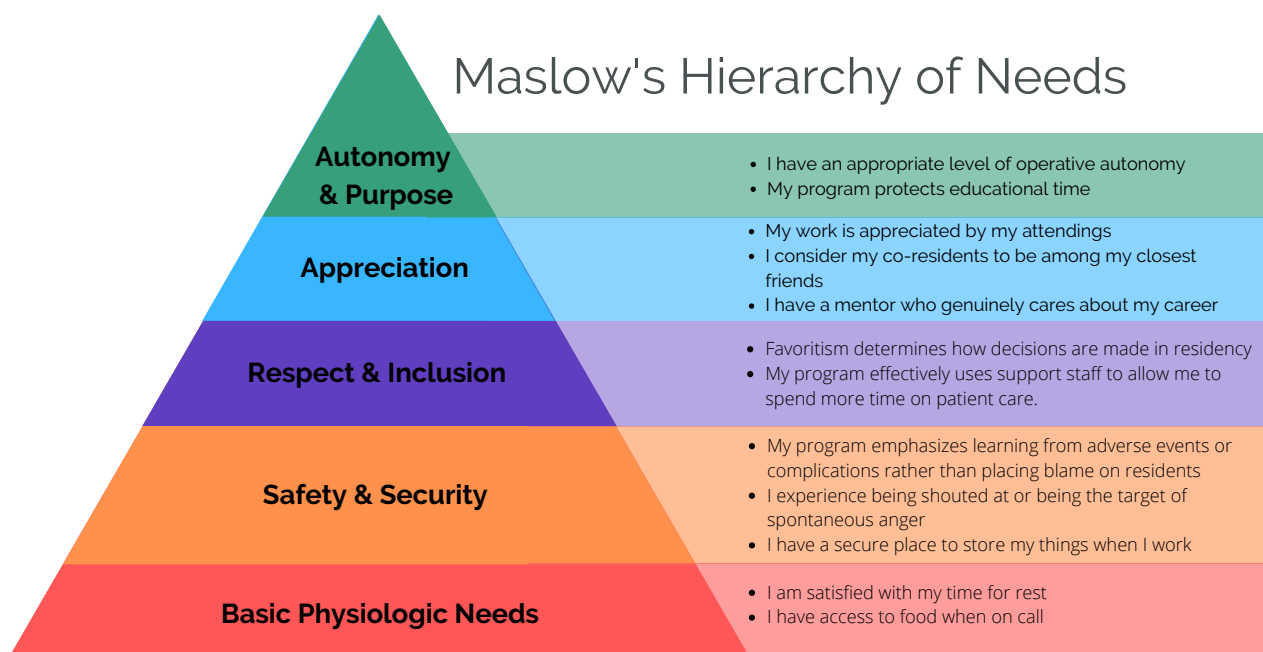 Maslow's Hierarchy of Needs
Autonomy
& Purpose
• I have an appropriate level of operative autonomy
• My program protects educational time
Appreciation
• My work is appreciated by my attendings
• I consider my co-residents to be among my closest
friends
• I have a mentor who genuinely cares about my career
Respect & Inclusion
• Favoritism determines how decisions are made in residency
• My program effectively uses support staff to allow me to
spend more time on patient care.
Safety & Security
• My program emphasizes learning from adverse events or
complications rather than placing blame on residents
• I experience being shouted at or being the target of
spontaneous anger
• I have a secure place to store my things when I work
Basic Physiologic Needs
• I am satisfied with my time for rest
• I have access to food when on call